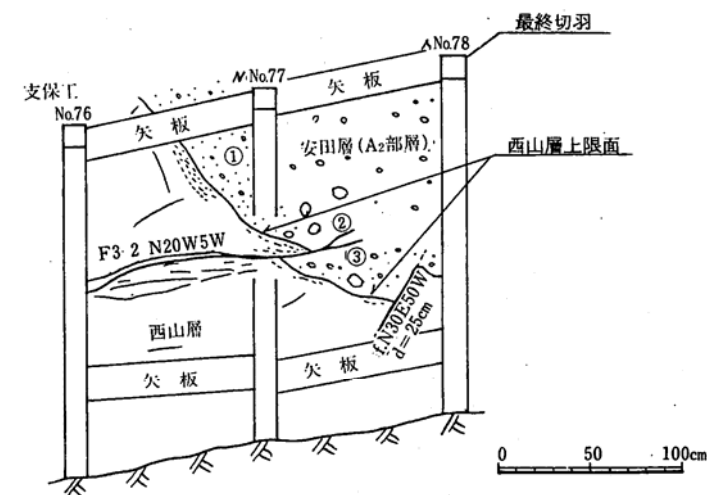 最終切羽
No.78
No.77
支保工
No.76
矢板
矢板
①
安田層(A₂部層)
西山層上限面
②
F3·2 N20W5W
③
f.N30E50W
d=25cm
西山層
矢板
矢板
0 50 100cm